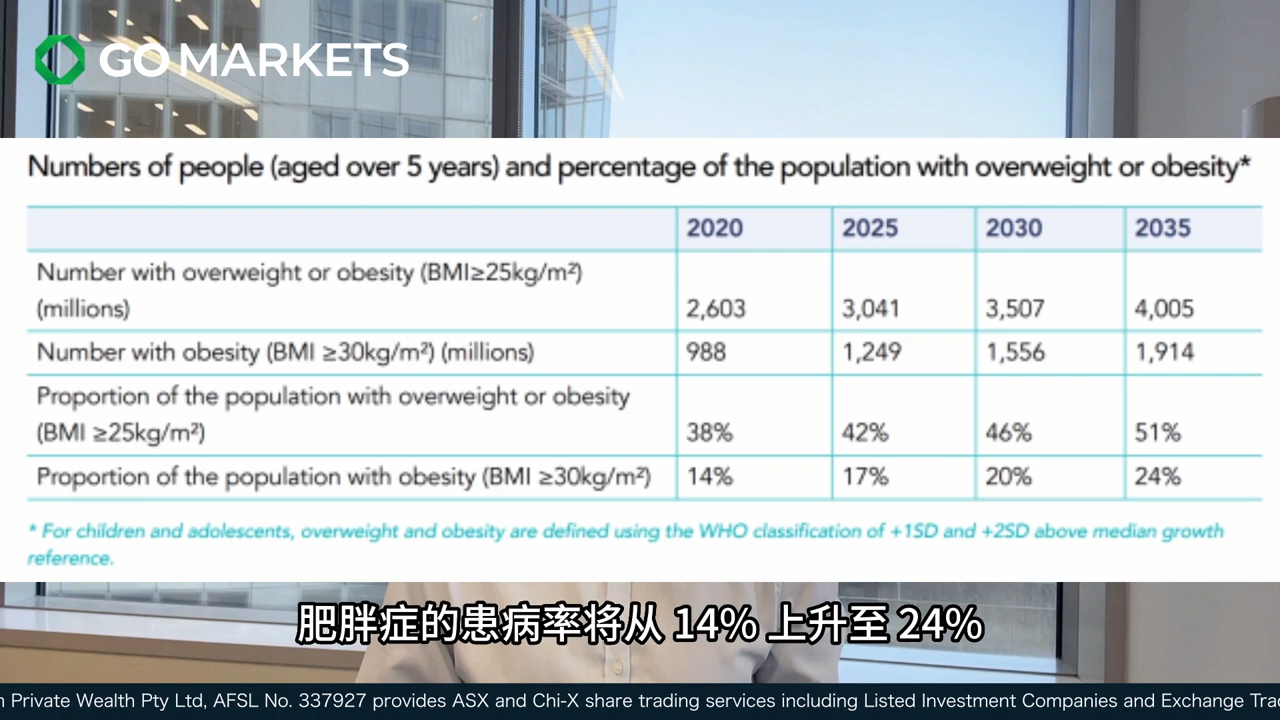 GO MARKETS
Numbers of people (aged over 5 years) and percentage of the population with overweight or obesity*
2020 2025 2030 2035
Number with overweight or obesity (BMI≥25kg/m²)
(millions) 2,603 3,041 3,507 4,005
Number with obesity (BMI ≥30kg/m²) (millions) 988 1,249 1,556 1,914
Proportion of the population with overweight or obesity
(BMI ≥25kg/m²) 38% 42% 46% 51%
Proportion of the population with obesity (BMI ≥30kg/m²) 14% 17% 20% 24%
* For children and adolescents, overweight and obesity are defined using the WHO classification of +1SD and +2SD above median growth
reference.
肥胖症的患病率将从 14% 上升至 24%
Private Wealth Pty Ltd, AFSL No. 337927 provides ASX and Chi-X share trading services including Listed Investment Companies and Exchange